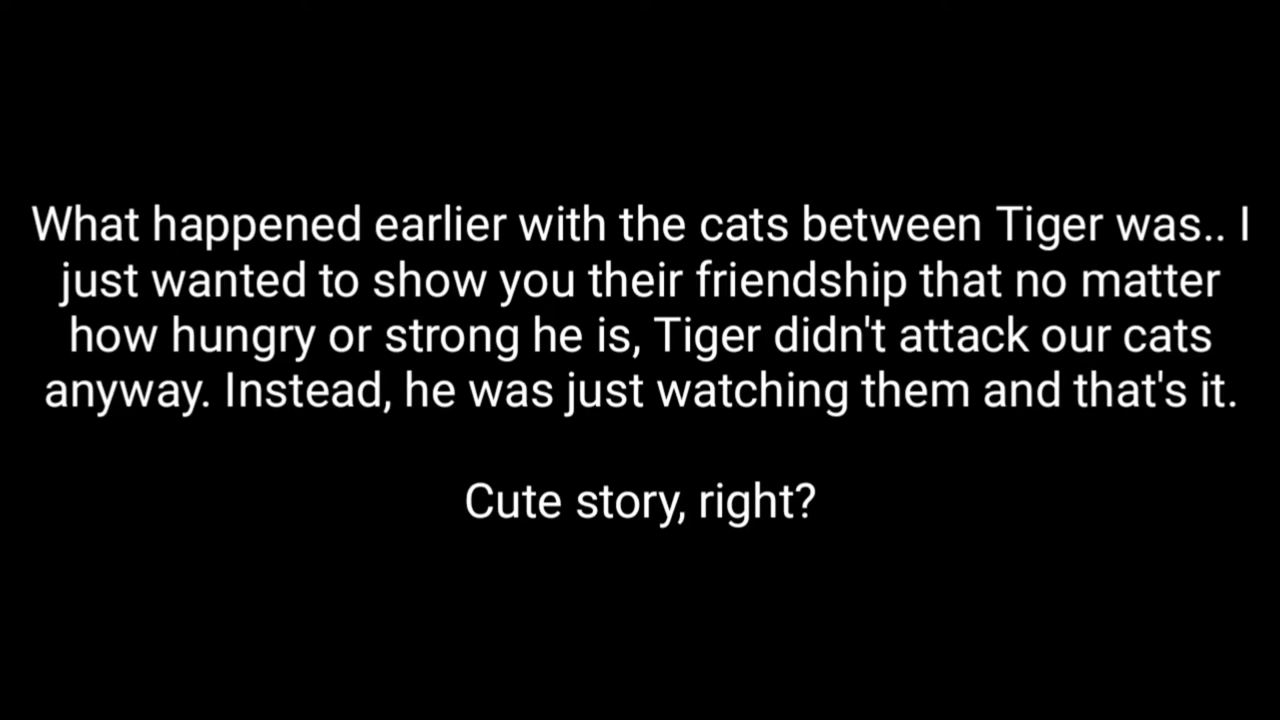 What happened earlier with the cats between Tiger was.. I
just wanted to show you their friendship that no matter
how hungry or strong he is, Tiger didn't attack our cats
anyway. Instead, he was just watching them and that's it.
Cute story, right?